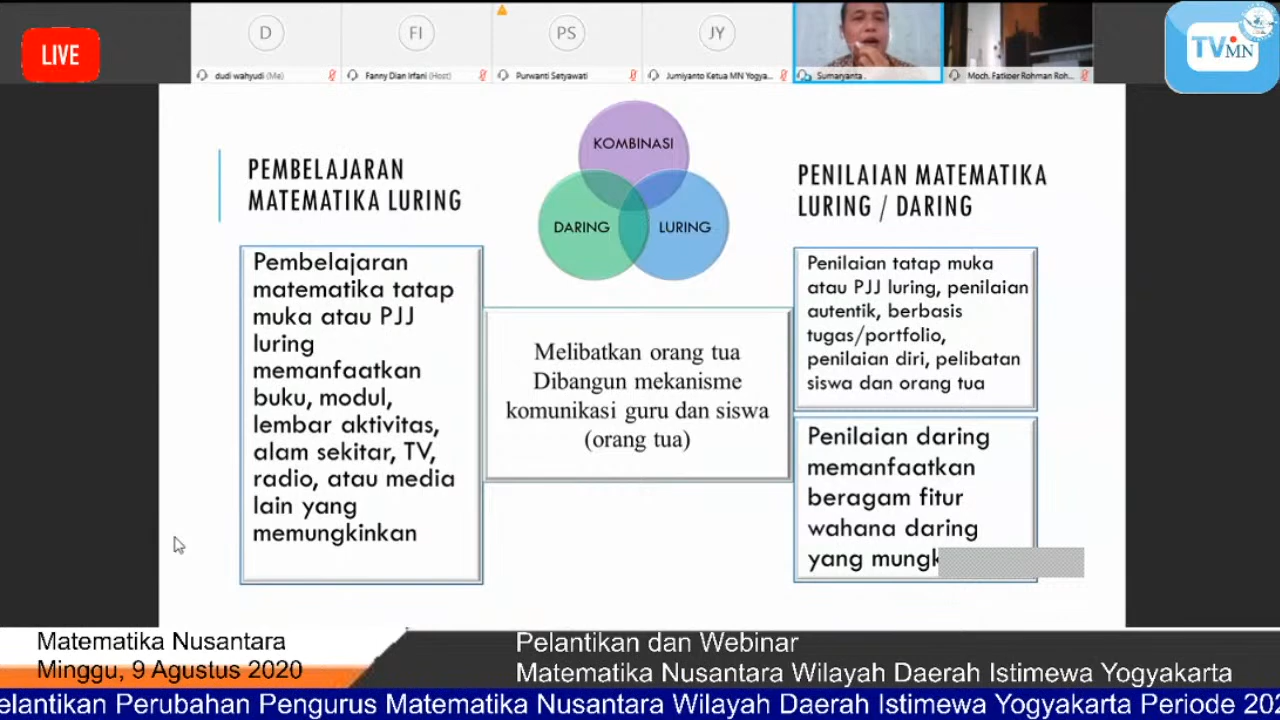 LIVE
D
FI
PS
JY
dudi wahyudi (Me)
Fanny Dian Irfani (Host)
Purwanti Setyawati
Jumiyanto Ketua MN Yogya...
Sumaryanta .
Moch. Fatkoer Rohman Roh...
TVMN
PEMBELAJARAN
MATEMATIKA LURING
KOMBINASI
DARING
LURING
PENILAIAN MATEMATIKA
LURING / DARING
Pembelajaran
matematika tatap
muka atau PJJ
luring
memanfaatkan
buku, modul,
lembar aktivitas,
alam sekitar, TV,
radio, atau media
lain yang
memungkinkan
Melibatkan orang tua
Dibangun mekanisme
komunikasi guru dan siswa
(orang tua)
Penilaian tatap muka
atau PJJ luring, penilaian
autentik, berbasis
tugas/portfolio,
penilaian diri, pelibatan
siswa dan orang tua
Penilaian daring
memanfaatkan
beragam fitur
wahana daring
yang mungk
Matematika Nusantara
Minggu, 9 Agustus 2020
Pelantikan dan Webinar
Matematika Nusantara Wilayah Daerah Istimewa Yogyakarta
elantikan Perubahan Pengurus Matematika Nusantara Wilayah Daerah Istimewa Yogyakarta Periode 202